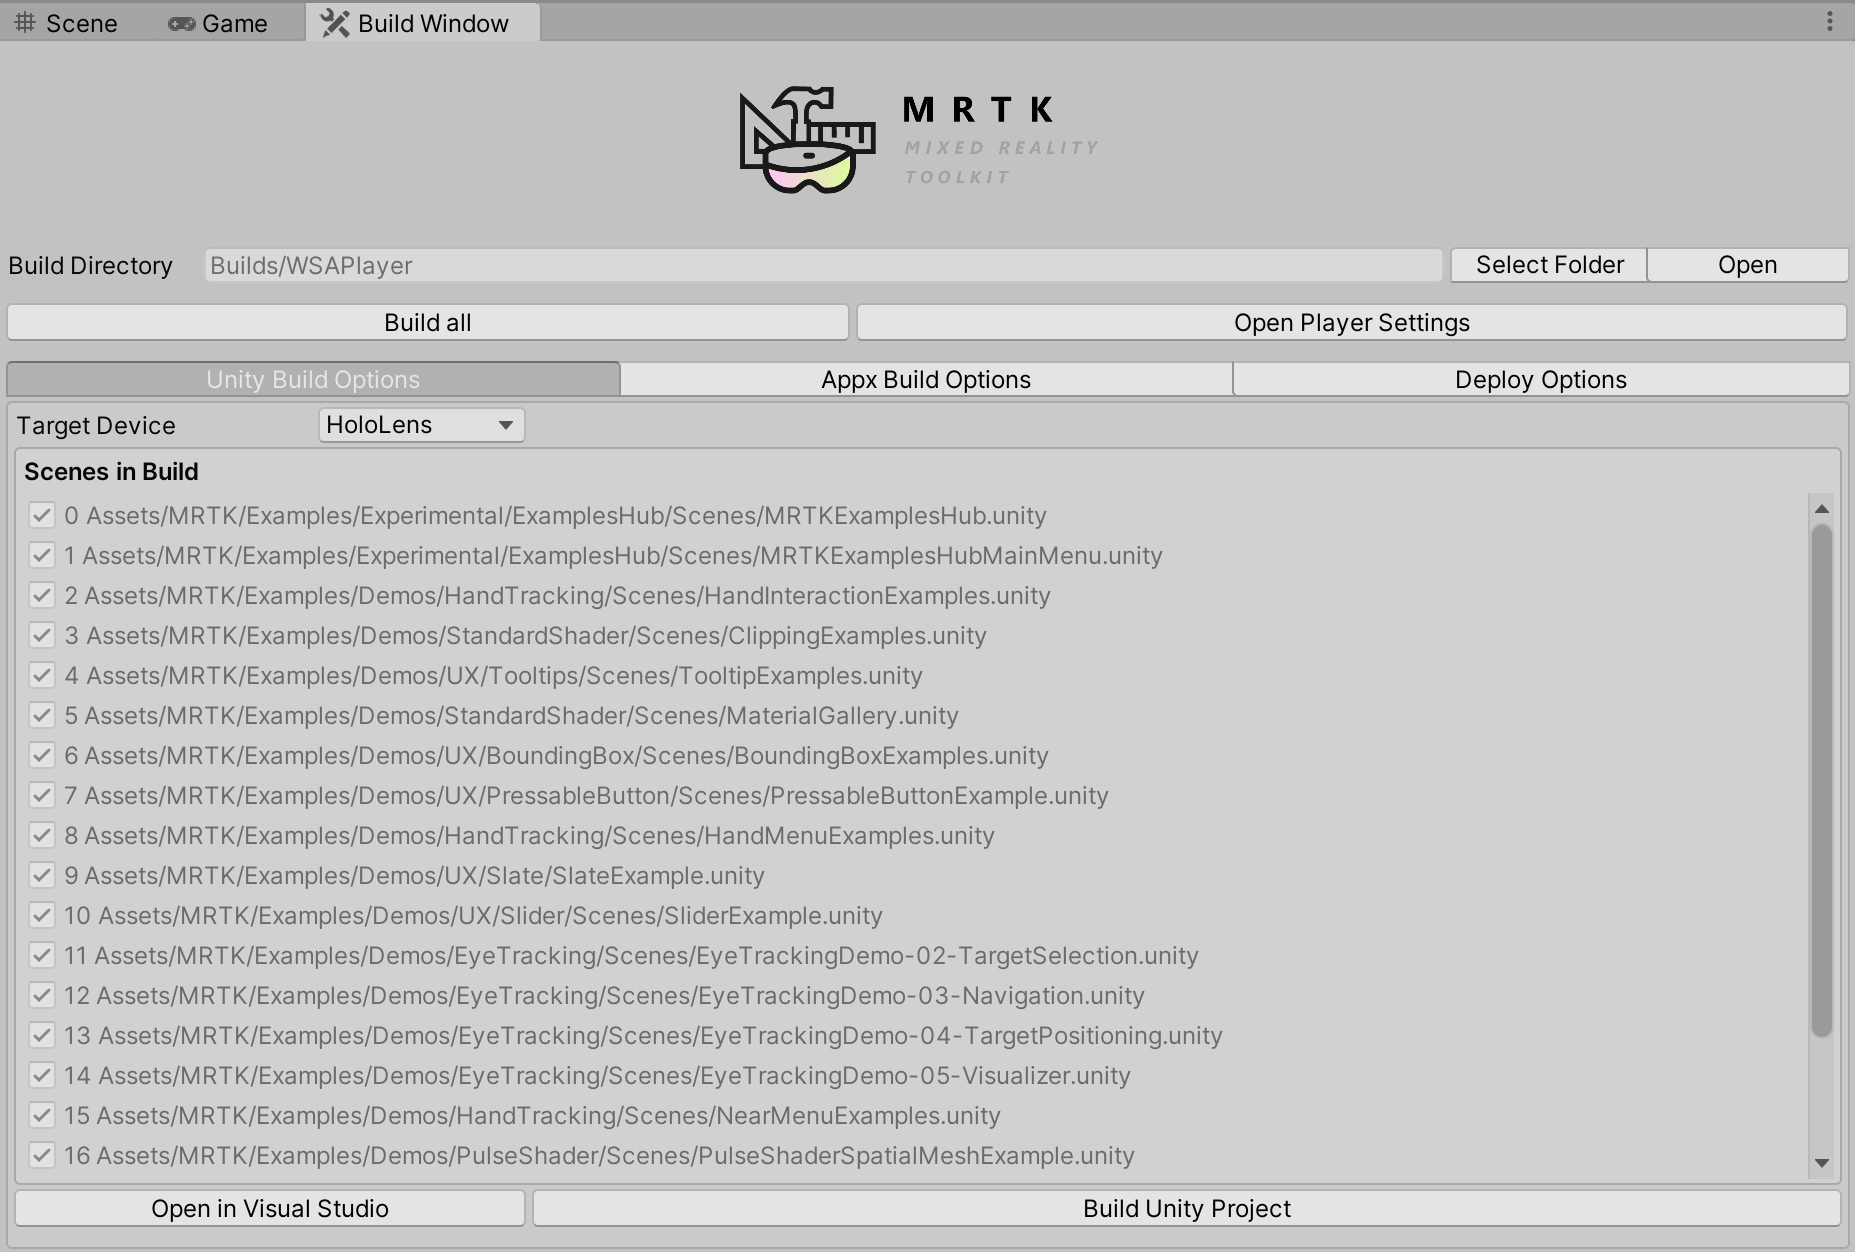 Scene Game Build Window
MRTK
MIXED REALITY
TOOLKIT
Build Directory Builds/WSAPlayer Select Folder Open
Build all Open Player Settings
Unity Build Options Appx Build Options Deploy Options
Target Device HoloLens
Scenes in Build
0 Assets/MRTK/Examples/Experimental/ExamplesHub/Scenes/MRTKExamplesHub.unity
1 Assets/MRTK/Examples/Experimental/ExamplesHub/Scenes/MRTKExamplesHubMainMenu.unity
2 Assets/MRTK/Examples/Demos/HandTracking/Scenes/HandInteractionExamples.unity
3 Assets/MRTK/Examples/Demos/StandardShader/Scenes/ClippingExamples.unity
4 Assets/MRTK/Examples/Demos/UX/Tooltips/Scenes/TooltipExamples.unity
5 Assets/MRTK/Examples/Demos/StandardShader/Scenes/MaterialGallery.unity
6 Assets/MRTK/Examples/Demos/UX/BoundingBox/Scenes/BoundingBoxExamples.unity
7 Assets/MRTK/Examples/Demos/UX/PressableButton/Scenes/PressableButtonExample.unity
8 Assets/MRTK/Examples/Demos/HandTracking/Scenes/HandMenuExamples.unity
9 Assets/MRTK/Examples/Demos/UX/Slate/SlateExample.unity
10 Assets/MRTK/Examples/Demos/UX/Slider/Scenes/SliderExample.unity
11 Assets/MRTK/Examples/Demos/EyeTracking/Scenes/EyeTrackingDemo-02-TargetSelection.unity
12 Assets/MRTK/Examples/Demos/EyeTracking/Scenes/EyeTrackingDemo-03-Navigation.unity
13 Assets/MRTK/Examples/Demos/EyeTracking/Scenes/EyeTrackingDemo-04-TargetPositioning.unity
14 Assets/MRTK/Examples/Demos/EyeTracking/Scenes/EyeTrackingDemo-05-Visualizer.unity
15 Assets/MRTK/Examples/Demos/HandTracking/Scenes/NearMenuExamples.unity
16 Assets/MRTK/Examples/Demos/PulseShader/Scenes/PulseShaderSpatialMeshExample.unity
Open in Visual Studio Build Unity Project